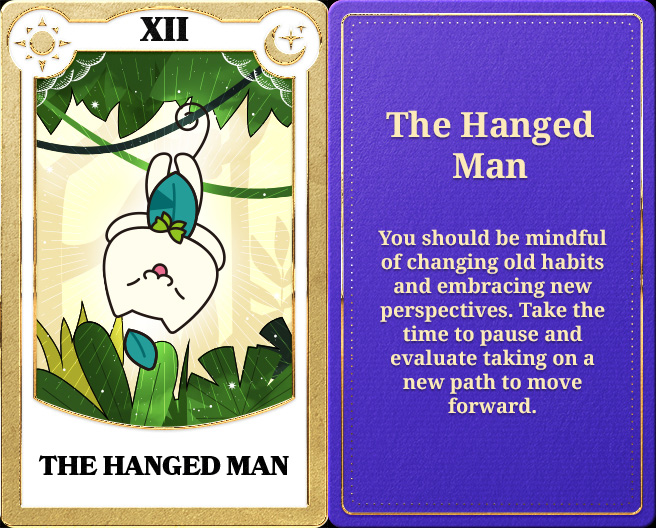 XII
THE HANGED MAN
The Hanged
Man
You should be mindful
of changing old habits
and embracing new
perspectives. Take the
time to pause and
evaluate taking on a
new path to move
forward.